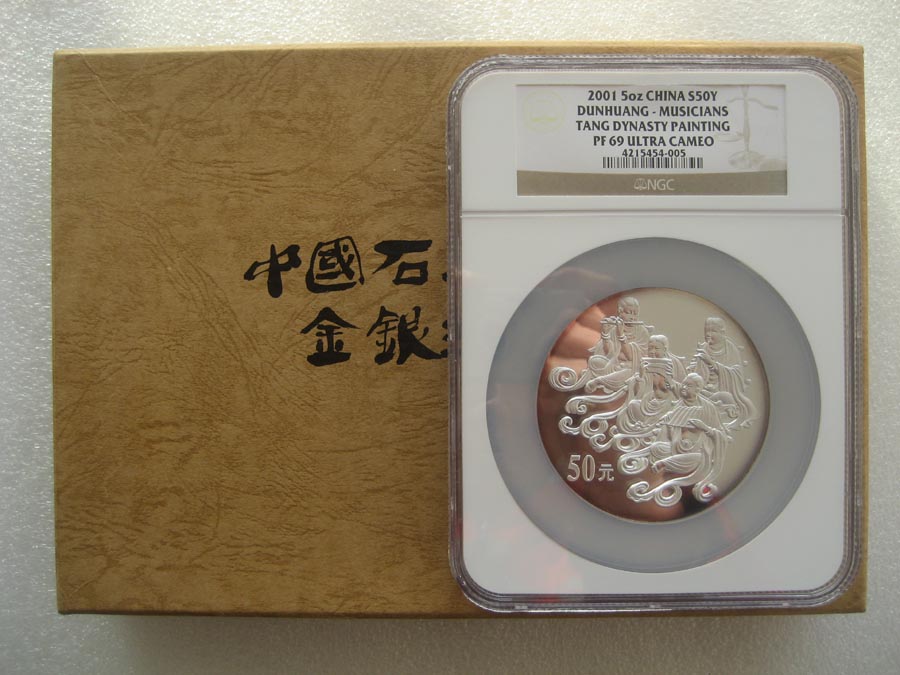 中國石
金銀
2001 5oz CHINA S50Y
DUNHUANG - MUSICIANS
TANG DYNASTY PAINTING
PF 69 ULTRA CAMEO
4215454-005
NGC
50元